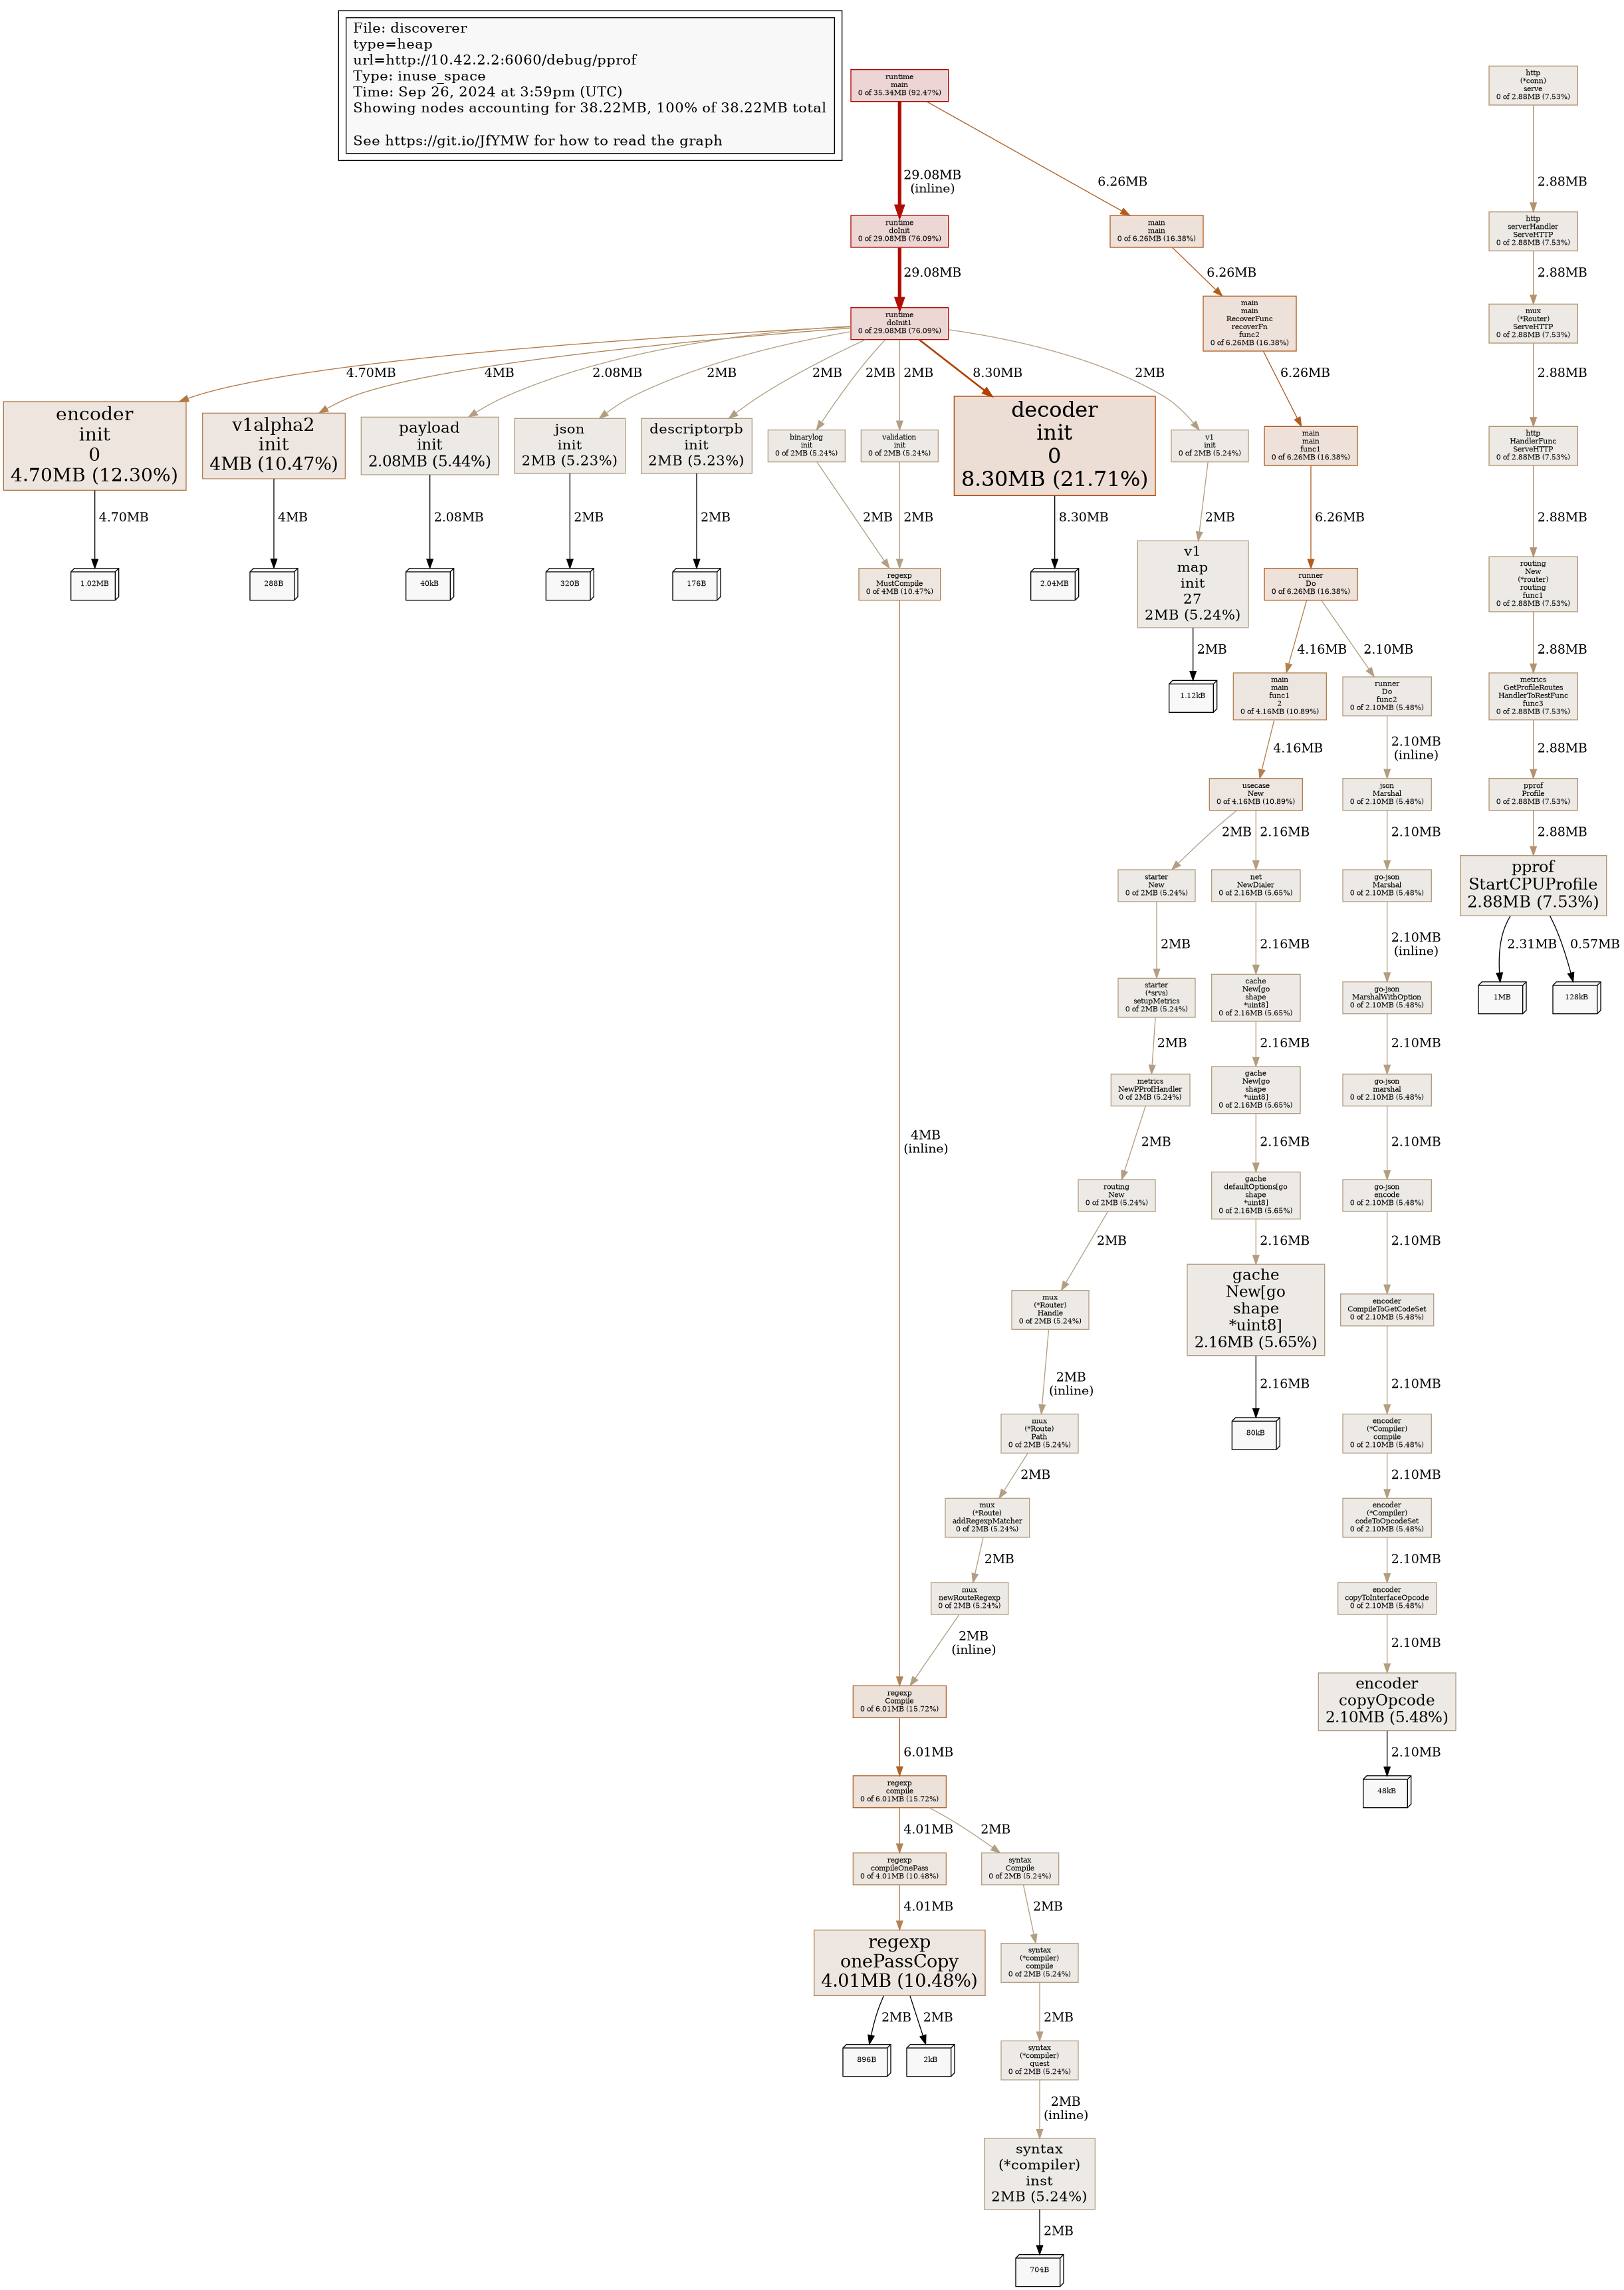 File: discoverer
type=heap
url=http://10.42.2.2:6060/debug/pprof
Type: inuse_space
Time: Sep 26, 2024 at 3:59pm (UTC)
Showing nodes accounting for 38.22MB, 100% of 38.22MB total
See https://git.io/JfYMW for how to read the graph
runtime
main
0 of 35.34MB (92.47%)
http
(*conn)
serve
0 of 2.88MB (7.53%)
29.08MB
(inline)
6.26MB
2.88MB
runtime
doInit
0 of 29.08MB (76.09%)
main
main
0 of 6.26MB (16.38%)
http
serverHandler
ServeHTTP
0 of 2.88MB (7.53%)
29.08MB
6.26MB
2.88MB
runtime
doInit1
0 of 29.08MB (76.09%)
main
main
RecoverFunc
recoverFn
func2
0 of 6.26MB (16.38%)
mux
(*Router)
ServeHTTP
0 of 2.88MB (7.53%)
4.70MB
4MB
2.08MB
2MB
2MB
2MB
2MB
8.30MB
2MB
6.26MB
2.88MB
encoder
init
0
4.70MB (12.30%)
v1alpha2
init
4MB (10.47%)
payload
init
2.08MB (5.44%)
json
init
2MB (5.23%)
descriptorpb
init
2MB (5.23%)
binarylog
init
0 of 2MB (5.24%)
validation
init
0 of 2MB (5.24%)
decoder
init
0
8.30MB (21.71%)
v1
init
0 of 2MB (5.24%)
main
main
func1
0 of 6.26MB (16.38%)
http
HandlerFunc
ServeHTTP
0 of 2.88MB (7.53%)
4.70MB
4MB
2.08MB
2MB
2MB
2MB
2MB
8.30MB
2MB
6.26MB
2.88MB
1.02MB
288B
40kB
320B
176B
regexp
MustCompile
0 of 4MB (10.47%)
2.04MB
v1
map
init
27
2MB (5.24%)
runner
Do
0 of 6.26MB (16.38%)
routing
New
(*router)
routing
func1
0 of 2.88MB (7.53%)
2MB
4.16MB
2.10MB
2.88MB
1.12kB
main
main
func1
2
0 of 4.16MB (10.89%)
runner
Do
func2
0 of 2.10MB (5.48%)
metrics
GetProfileRoutes
HandlerToRestFunc
func3
0 of 2.88MB (7.53%)
4.16MB
2.10MB
(inline)
2.88MB
usecase
New
0 of 4.16MB (10.89%)
json
Marshal
0 of 2.10MB (5.48%)
pprof
Profile
0 of 2.88MB (7.53%)
2MB
2.16MB
2.10MB
2.88MB
starter
New
0 of 2MB (5.24%)
net
NewDialer
0 of 2.16MB (5.65%)
go-json
Marshal
0 of 2.10MB (5.48%)
pprof
StartCPUProfile
2.88MB (7.53%)
2MB
2.16MB
2.10MB
(inline)
2.31MB
0.57MB
starter
(*srvs)
setupMetrics
0 of 2MB (5.24%)
cache
New[go
shape
*uint8]
0 of 2.16MB (5.65%)
go-json
MarshalWithOption
0 of 2.10MB (5.48%)
1MB
128kB
2MB
2.16MB
2.10MB
metrics
NewPProfHandler
0 of 2MB (5.24%)
gache
New[go
shape
*uint8]
0 of 2.16MB (5.65%)
go-json
marshal
0 of 2.10MB (5.48%)
4MB
(inline)
2MB
2.16MB
2.10MB
routing
New
0 of 2MB (5.24%)
gache
defaultOptions[go
shape
*uint8]
0 of 2.16MB (5.65%)
go-json
encode
0 of 2.10MB (5.48%)
2MB
2.16MB
2.10MB
mux
(*Router)
Handle
0 of 2MB (5.24%)
gache
New[go
shape
*uint8]
2.16MB (5.65%)
encoder
CompileToGetCodeSet
0 of 2.10MB (5.48%)
2MB
(inline)
2.16MB
2.10MB
mux
(*Route)
Path
0 of 2MB (5.24%)
80kB
encoder
(*Compiler)
compile
0 of 2.10MB (5.48%)
2MB
2.10MB
mux
(*Route)
addRegexpMatcher
0 of 2MB (5.24%)
encoder
(*Compiler)
codeToOpcodeSet
0 of 2.10MB (5.48%)
2MB
2.10MB
mux
newRouteRegexp
0 of 2MB (5.24%)
encoder
copyToInterfaceOpcode
0 of 2.10MB (5.48%)
2MB
(inline)
2.10MB
regexp
Compile
0 of 6.01MB (15.72%)
encoder
copyOpcode
2.10MB (5.48%)
6.01MB
2.10MB
regexp
compile
0 of 6.01MB (15.72%)
48kB
4.01MB
2MB
regexp
compileOnePass
0 of 4.01MB (10.48%)
syntax
Compile
0 of 2MB (5.24%)
4.01MB
2MB
regexp
onePassCopy
4.01MB (10.48%)
syntax
(*compiler)
compile
0 of 2MB (5.24%)
2MB
2MB
2MB
896B
2kB
syntax
(*compiler)
quest
0 of 2MB (5.24%)
2MB
(inline)
syntax
(*compiler)
inst
2MB (5.24%)
2MB
704B